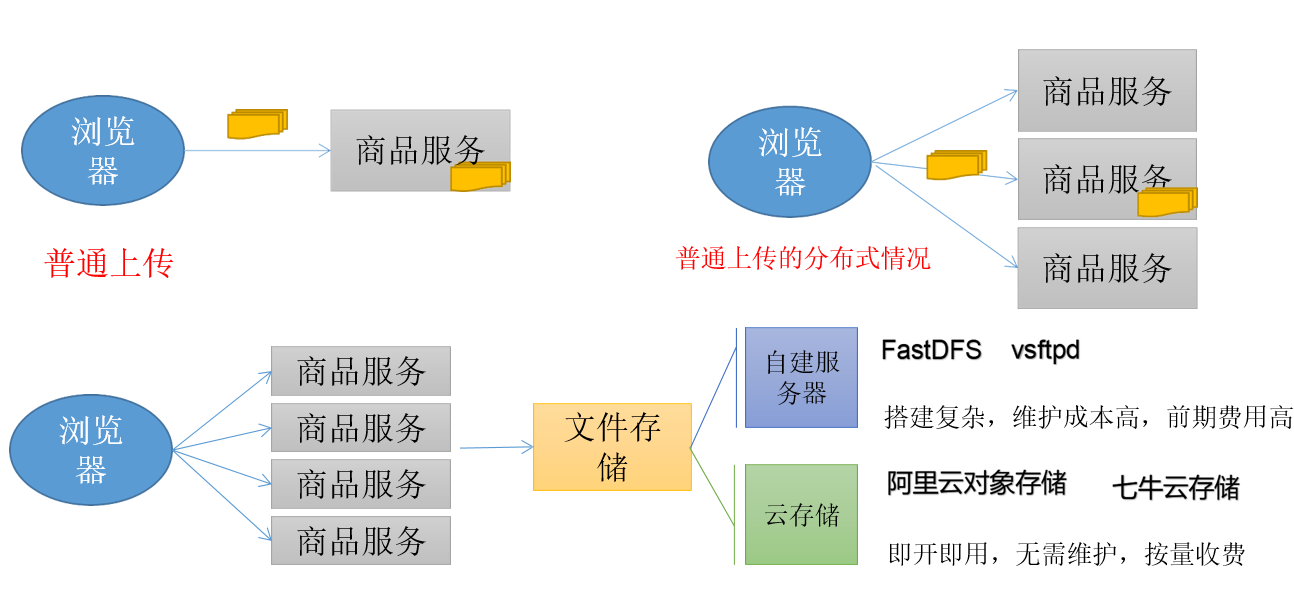 浏览
器
商品服务
普通上传
浏览
器
商品服务
商品服务
商品服务
普通上传的分布式情况
浏览
器
商品服务
商品服务
商品服务
商品服务
文件存
储
自建服
务器
FastDFS vsftpd
搭建复杂，维护成本高，前期费用高
云存储
阿里云对象存储 七牛云存储
即开即用，无需维护，按量收费